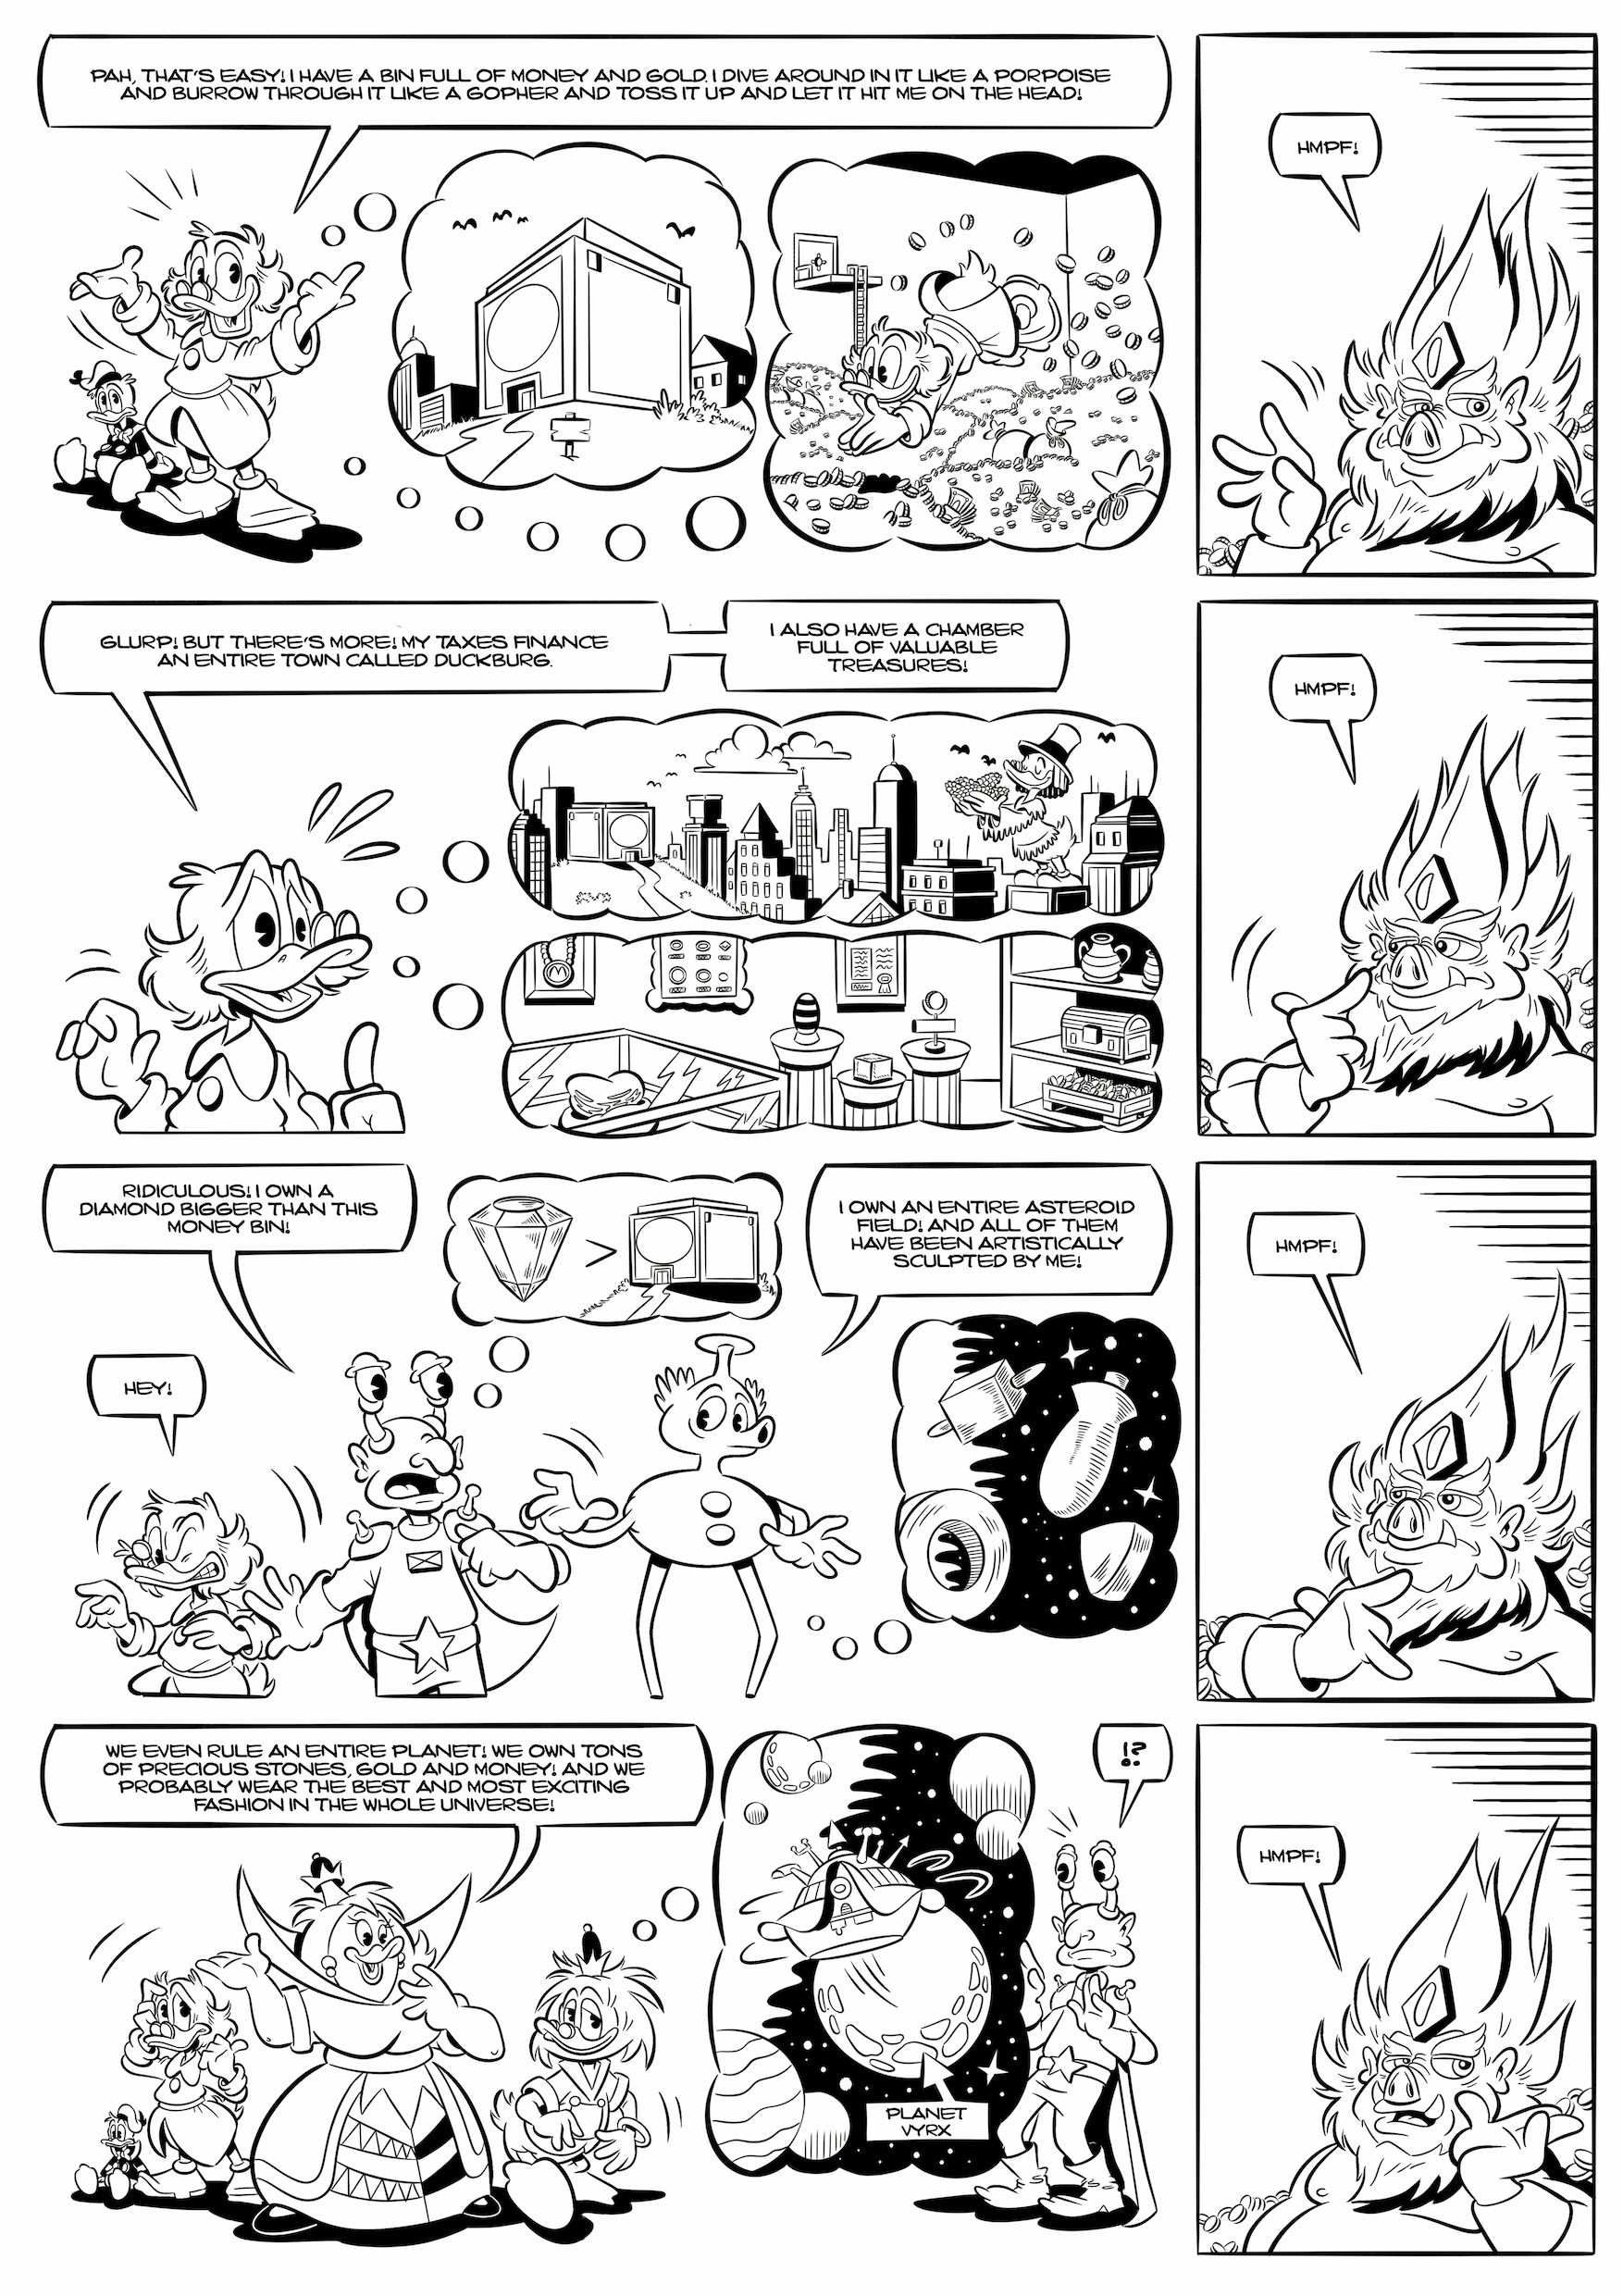 PAH, THAT'S EASY! I HAVE A BIN FULL OF MONEY AND GOLD. I DIVE AROUND IN IT LIKE A PORPOISE
AND BURROW THROUGH IT LIKE A GOPHER AND TOSS IT UP AND LET IT HIT ME ON THE HEAD!
HMPF!
GLURP! BUT THERE'S MORE! MY TAXES FINANCE
AN ENTIRE TOWN CALLED DUCKBURG.
I ALSO HAVE A CHAMBER
FULL OF VALUABLE
TREASURES!
M
HMPF!
HEY!
RIDICULOUS! I OWN A
DIAMOND BIGGER THAN THIS
MONEY BIN!
>
I OWN AN ENTIRE ASTEROID
FIELD! AND ALL OF THEM
HAVE BEEN ARTISTICALLY
SCULPTED BY ME!
HMPF!
WE EVEN RULE AN ENTIRE PLANET! WE OWN TONS
OF PRECIOUS STONES, GOLD AND MONEY! AND WE
PROBABLY WEAR THE BEST AND MOST EXCITING
FASHION IN THE WHOLE UNIVERSE!
PLANET
VYRX
!?
HMPF!